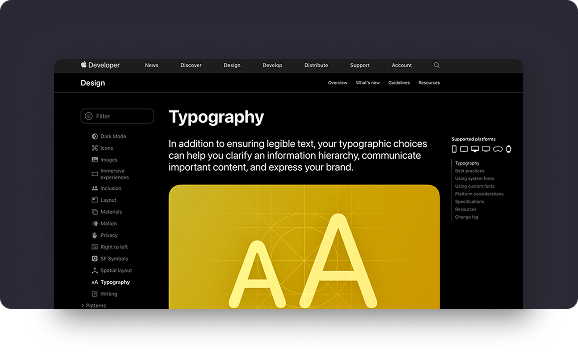 Developer
News
Discover
Design
Develop
Distribute
Support
Account
Design
Overview
What's new
Guidelines
Resources
Filter
Dark Mode
Icons
Images
Immersive
experiences
Inclusion
Layout
Materials
Motion
Privacy
Right to left
SF Symbols
Spatial layout
AA Typography
Writing
Patterns
Typography
In addition to ensuring legible text, your typographic choices
can help you clarify an information hierarchy, communicate
important content, and express your brand.
AA
Supported platforms
Typography
Best practices
Using system fonts
Using custom fonts
Platform considerations
Specifications
Resources
Change log